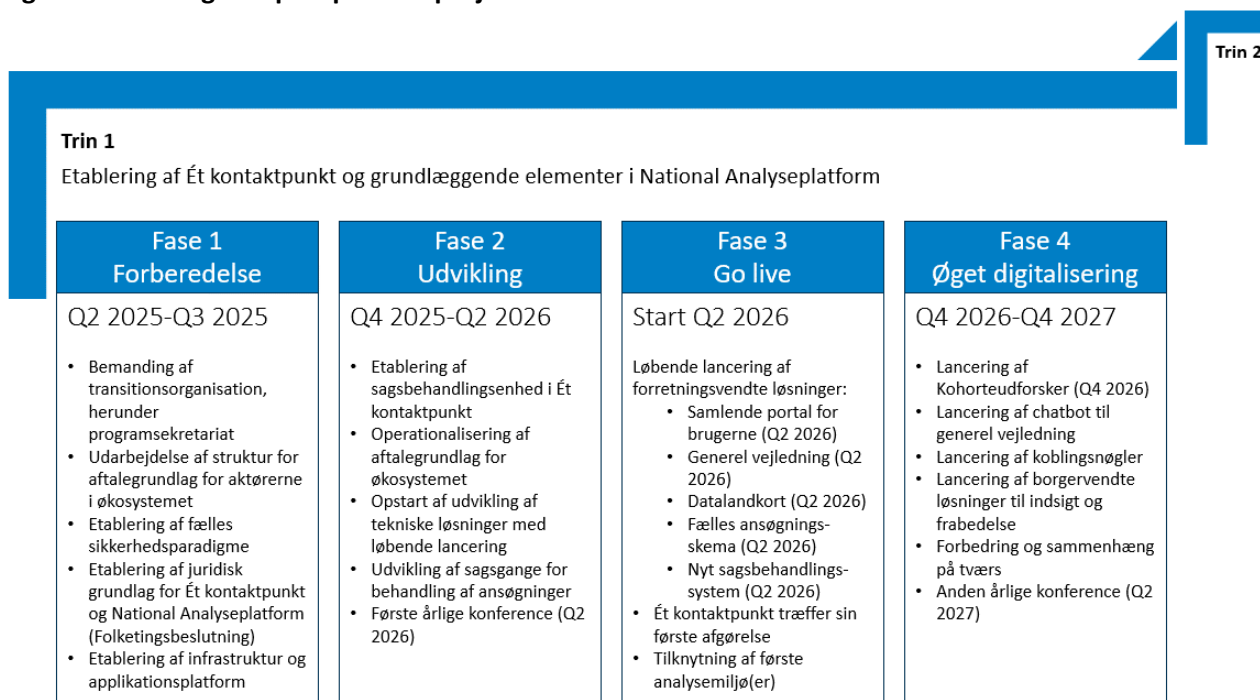 Trin 2
Trin 1
Etablering af Ét kontaktpunkt og grundlæggende elementer i National Analyseplatform
Fase 1
Forberedelse
Q2 2025-Q3 2025
• Bemanding af
transitionsorganisation,
herunder
programsekretariat
• Udarbejdelse af struktur for
aftalegrundlag for aktørerne
i økosystemet
• Etablering af fælles
sikkerhedsparadigme
• Etablering af juridisk
grundlag for Ét kontaktpunkt
og National Analyseplatform
(Folketingsbeslutning)
• Etablering af infrastruktur og
applikationsplatform
Fase 2
Udvikling
Q4 2025-Q2 2026
• Etablering af
sagsbehandlingsenhed i Ét
kontaktpunkt
• Operationalisering af
aftalegrundlag for
økosystemet
• Opstart af udvikling af
tekniske løsninger med
løbende lancering
• Udvikling af sagsgange for
behandling af ansøgninger
• Første årlige konference (Q2
2026)
Fase 3
Go live
Start Q2 2026
Løbende lancering af
forretningsvendte løsninger:
• Samlende portal for
brugerne (Q2 2026)
• Generel vejledning (Q2
2026)
• Datalandkort (Q2 2026)
• Fælles ansøgnings-
skema (Q2 2026)
• Nyt sagsbehandlings-
system (Q2 2026)
• Ét kontaktpunkt træffer sin
første afgørelse
• Tilknytning af første
analysemiljø(er)
Fase 4
Øget digitalisering
Q4 2026-Q4 2027
• Lancering af
Kohorteudforsker (Q4 2026)
• Lancering af chatbot til
generel vejledning
• Lancering af koblingsnøgler
• Lancering af borgervendte
løsninger til indsigt og
frabedelse
• Forbedring og sammenhæng
på tværs
• Anden årlige konference (Q2
2027)